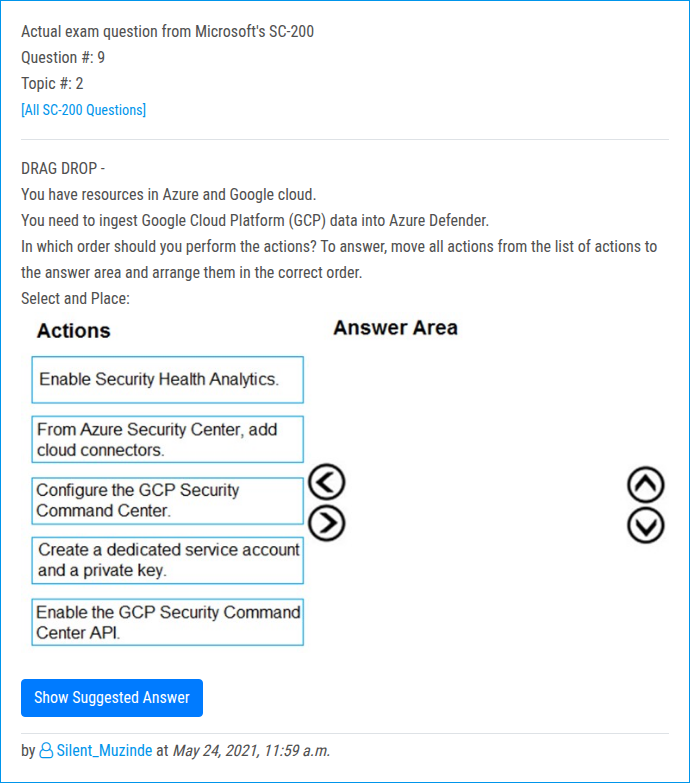 Actual exam question from Microsoft's SC-200
Question #: 9
Topic #: 2
[All SC-200 Questions]
DRAG DROP -
You have resources in Azure and Google cloud.
You need to ingest Google Cloud Platform (GCP) data into Azure Defender.
In which order should you perform the actions? To answer, move all actions from the list of actions to
the answer area and arrange them in the correct order.
Select and Place:
Actions
Answer Area
Enable Security Health Analytics.
From Azure Security Center, add
cloud connectors.
Configure the GCP Security
Command Center.
Create a dedicated service account
and a private key.
Enable the GCP Security Command
Center API.
Show Suggested Answer
by Silent_Muzinde at May 24, 2021, 11:59 a.m.